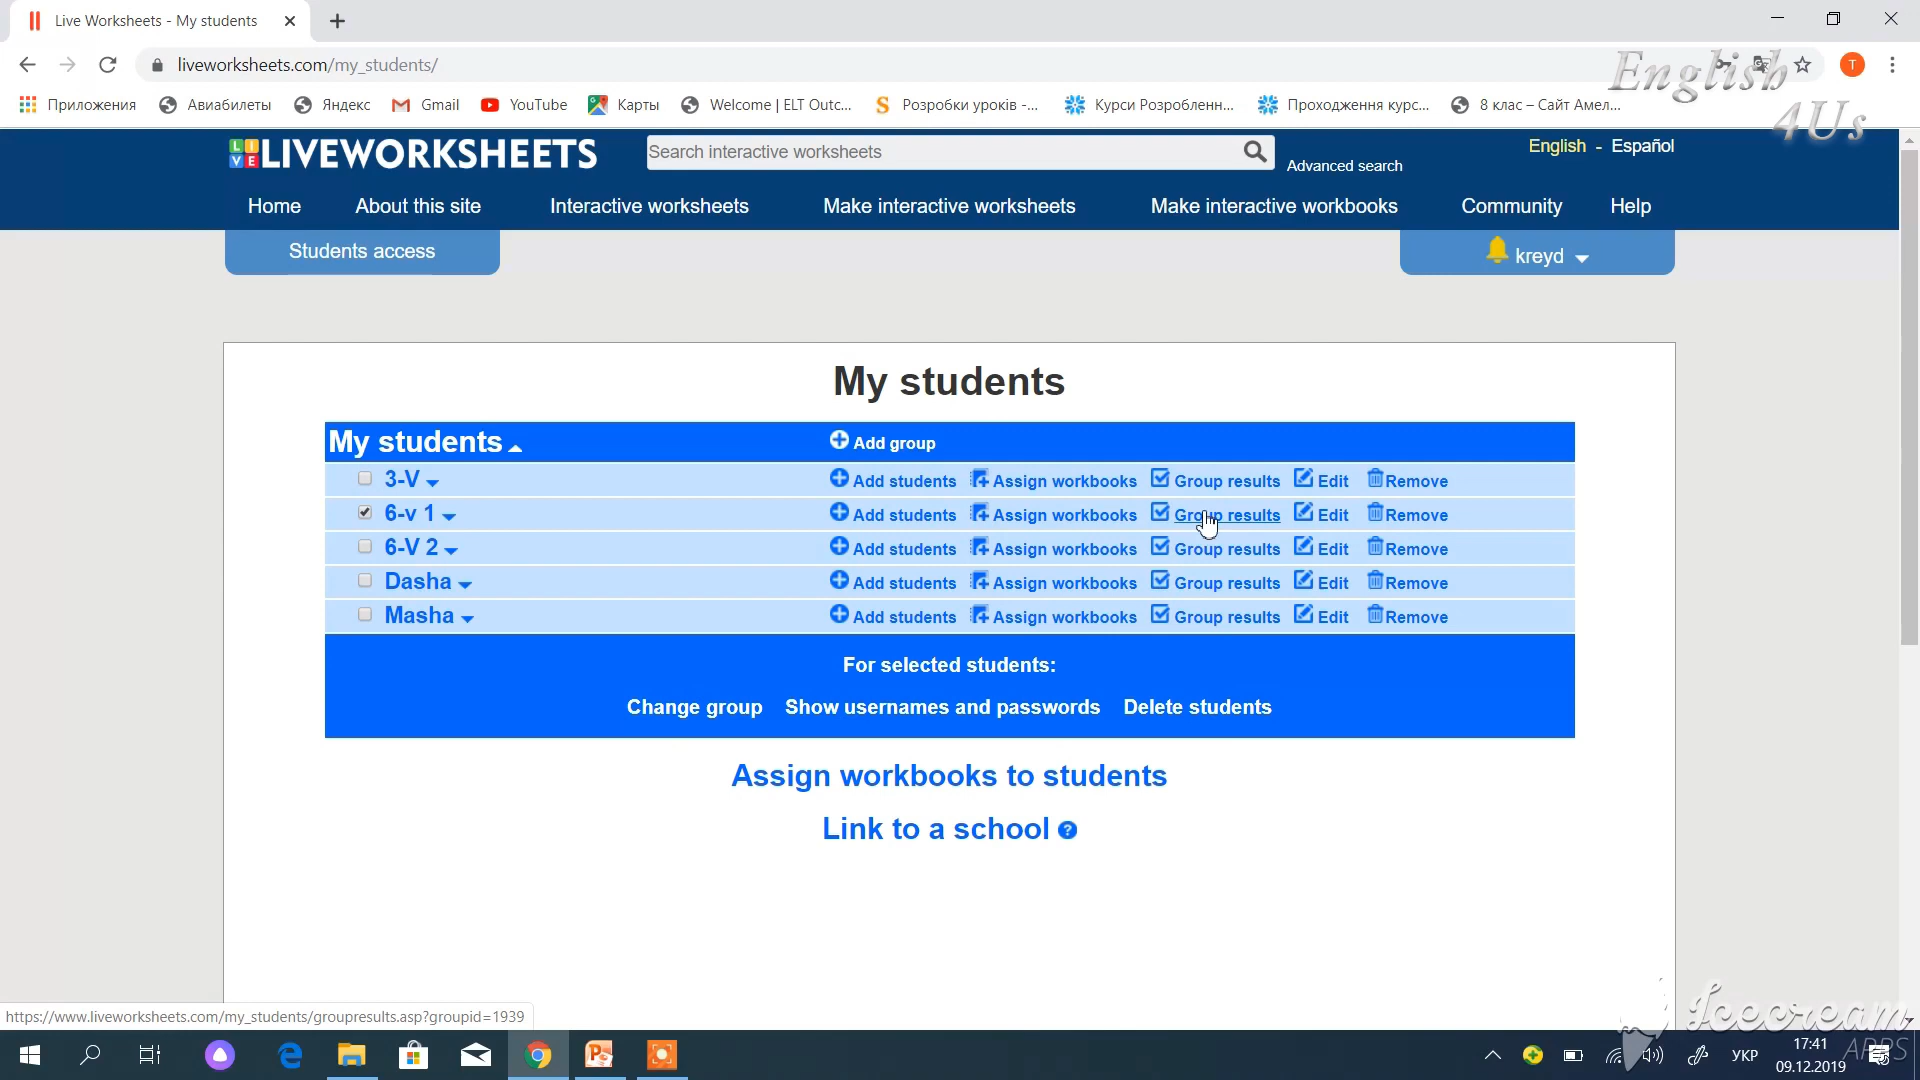 Live Worksheets - My students
liveworksheets.com/my_students/
T
English
4Us
Приложения Авиабилеты Яндекс Gmail YouTube Карты Welcome | ELT Outc... Розробки уроків -... Курси Розробленн... Проходження курс... 8 клас – Сайт Амел...
LIVE LIVEWORKSHEETS
Search interactive worksheets
Advanced search
English - Español
Home About this site Interactive worksheets Make interactive worksheets Make interactive workbooks Community Help
Students access
kreyd
My students
My students Add group
3-V Add students Assign workbooks Group results Edit Remove
6-v 1 Add students Assign workbooks Group results Edit Remove
6-V 2 Add students Assign workbooks Group results Edit Remove
Dasha Add students Assign workbooks Group results Edit Remove
Masha Add students Assign workbooks Group results Edit Remove
For selected students:
Change group Show usernames and passwords Delete students
Assign workbooks to students
Link to a school ?
https://www.liveworksheets.com/my_students/groupresults.asp?groupid=1939
Icecream
APPS
УКР
17:41
09.12.2019